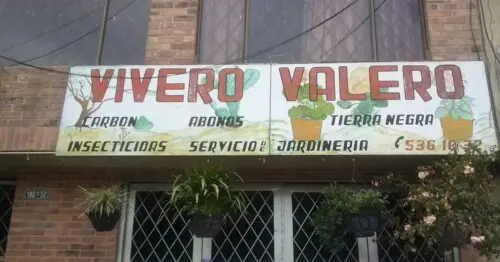 VIVERO VALERO
CARBON ABONOS TIERRA NEGRA
INSECTICIDAS SERVICIO DE JARDINERIA